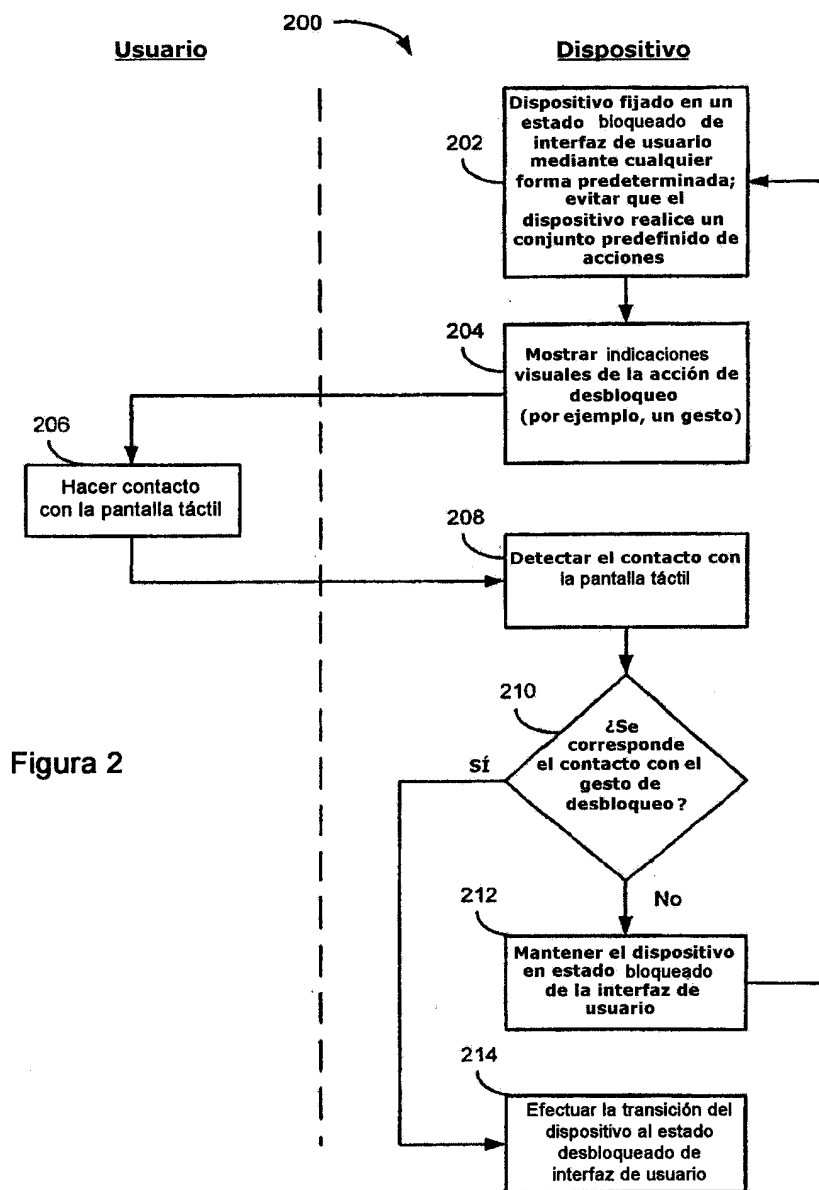 200
Usuario
Dispositivo
202
Dispositivo fijado en un
estado bloqueado de
interfaz de usuario
mediante cualquier
forma predeterminada;
evitar que el
dispositivo realice un
conjunto predefinido de
acciones
204
Mostrar indicaciones
visuales de la acción de
desbloqueo
(por ejemplo, un gesto)
206
Hacer contacto
con la pantalla táctil
208
Detectar el contacto con
la pantalla táctil
210
¿Se
corresponde
el contacto con el
gesto de
desbloqueo ?
SÍ
No
Figura 2
212
Mantener el dispositivo
en estado bloqueado
de la interfaz de
usuario
214
Efectuar la transición del
dispositivo al estado
desbloqueado de
interfaz de usuario